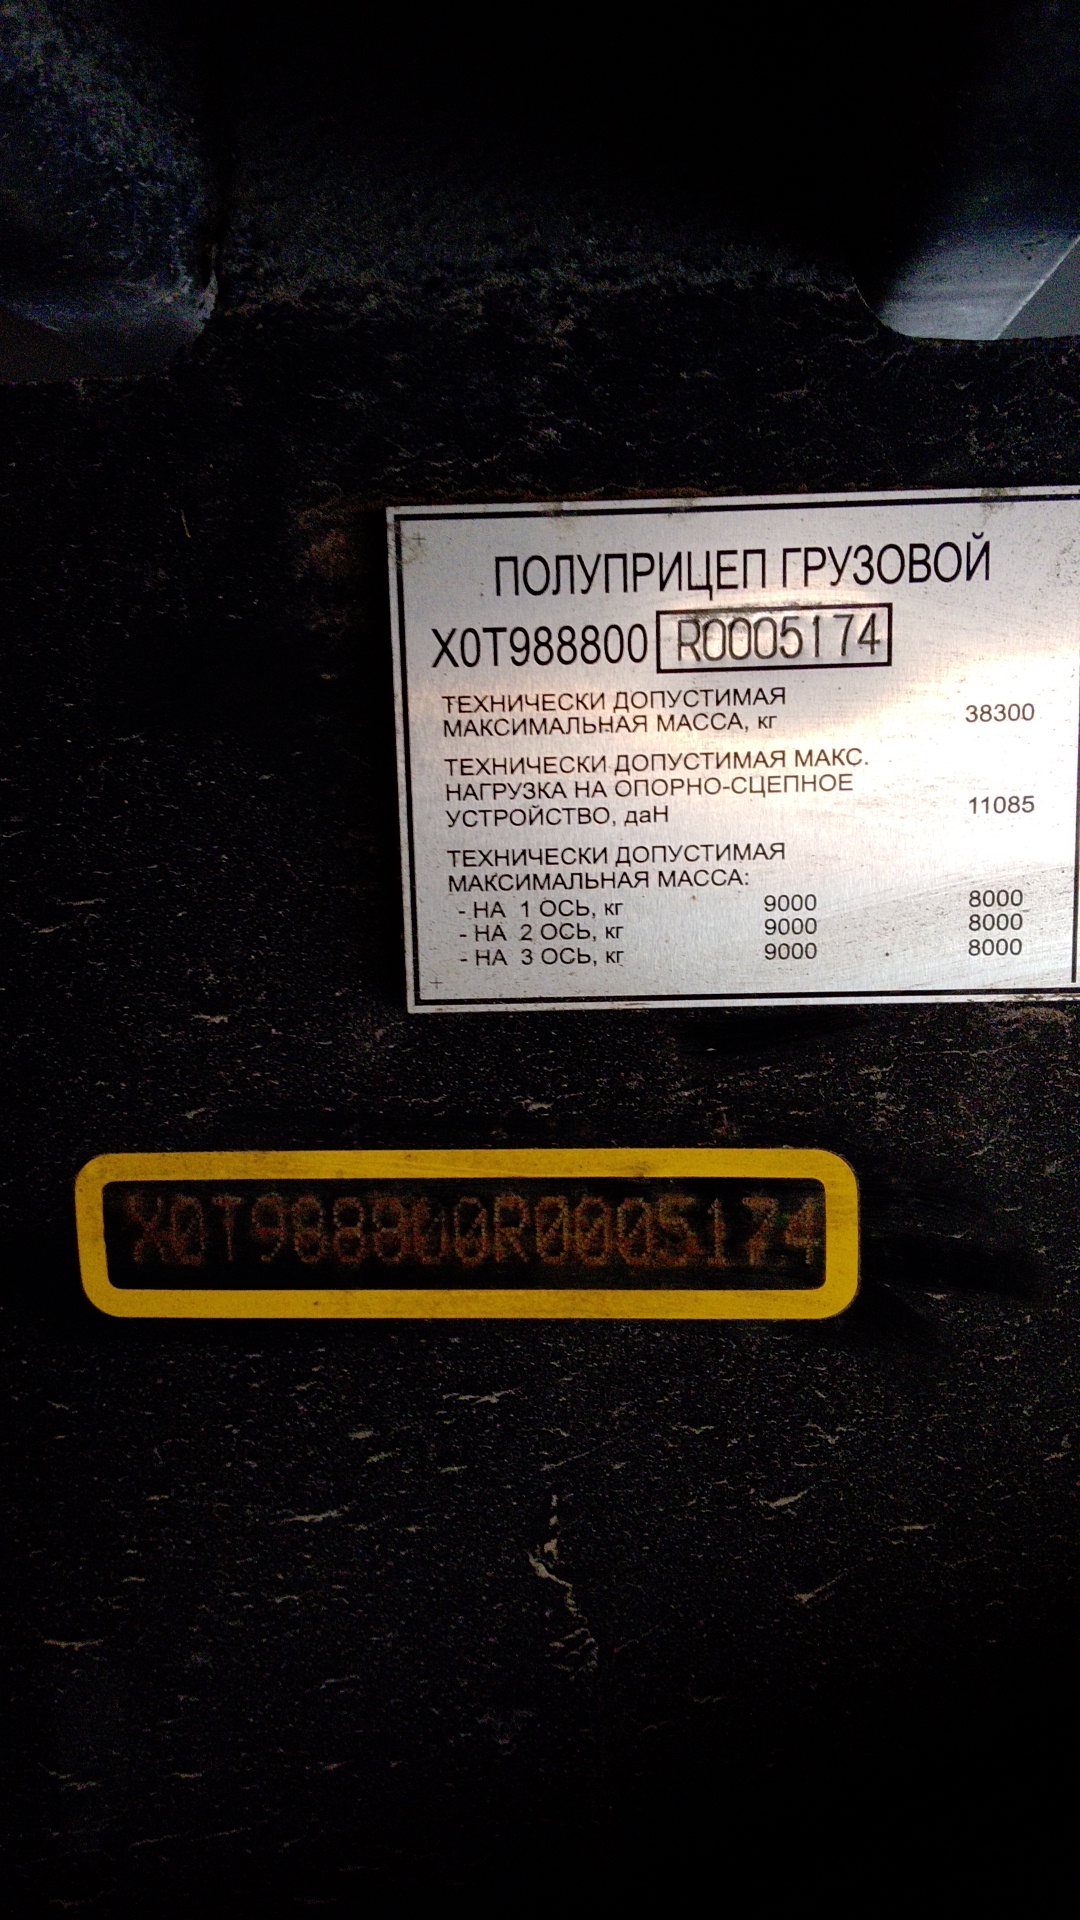 ПОЛУПРИЦЕП ГРУЗОВОЙ
X0T988800 R0005174
ТЕХНИЧЕСКИ ДОПУСТИМАЯ
МАКСИМАЛЬНАЯ МАССА, кг 38300
ТЕХНИЧЕСКИ ДОПУСТИМАЯ МАКС.
НАГРУЗКА НА ОПОРНО-СЦЕПНОЕ
УСТРОЙСТВО, даН 11085
ТЕХНИЧЕСКИ ДОПУСТИМАЯ
МАКСИМАЛЬНАЯ МАССА:
- НА 1 ОСЬ, кг 9000 8000
- НА 2 ОСЬ, кг 9000 8000
- НА 3 ОСЬ, кг 9000 8000
X0T988800R0005174